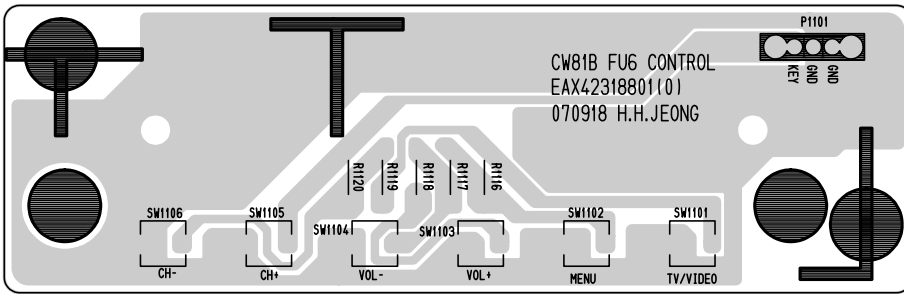 P1101
CW81B FU6 CONTROL
EAX42318801(0)
070918 H.H.JEONG
KEY
GND
GND
R1120
R1119
R1118
R1117
R1116
SW1106
SW1105
SW1104
SW1103
SW1102
SW1101
CH-
CH+
VOL-
VOL+
MENU
TV/VIDEO